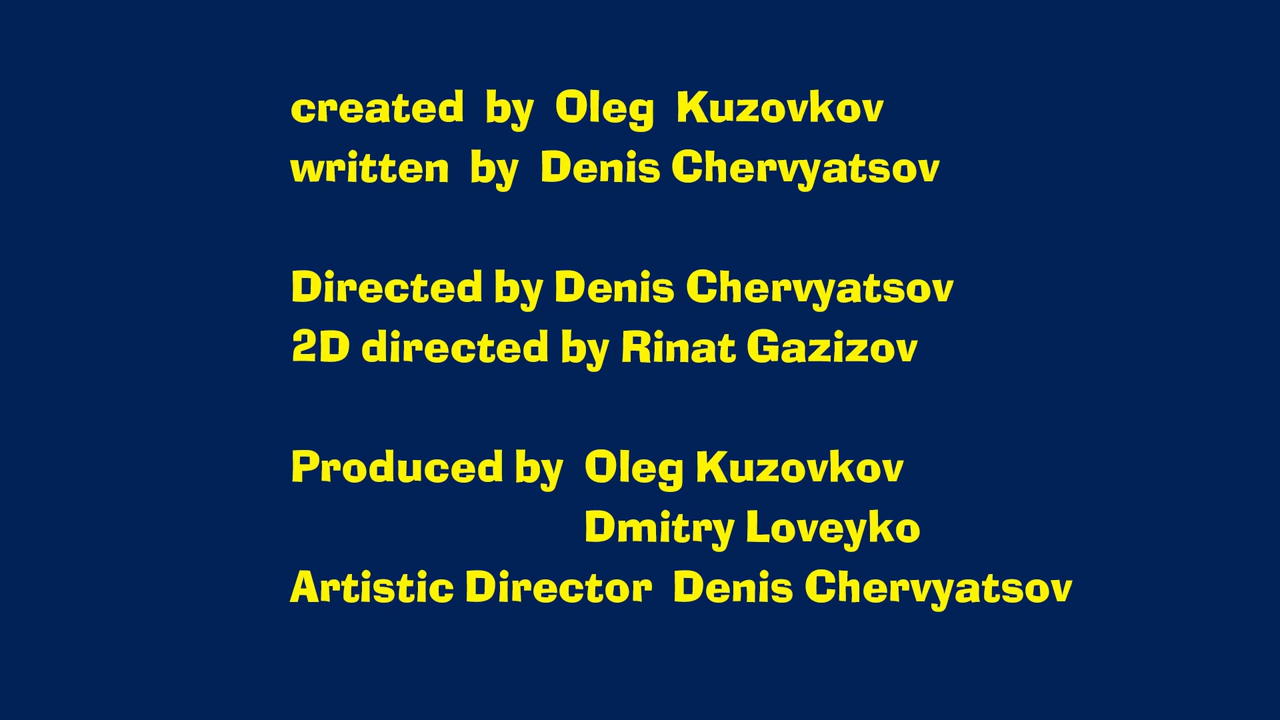 created by Oleg Kuzovkov
written by Denis Chervyatsov
Directed by Denis Chervyatsov
2D directed by Rinat Gazizov
Produced by Oleg Kuzovkov
Dmitry Loveyko
Artistic Director Denis Chervyatsov